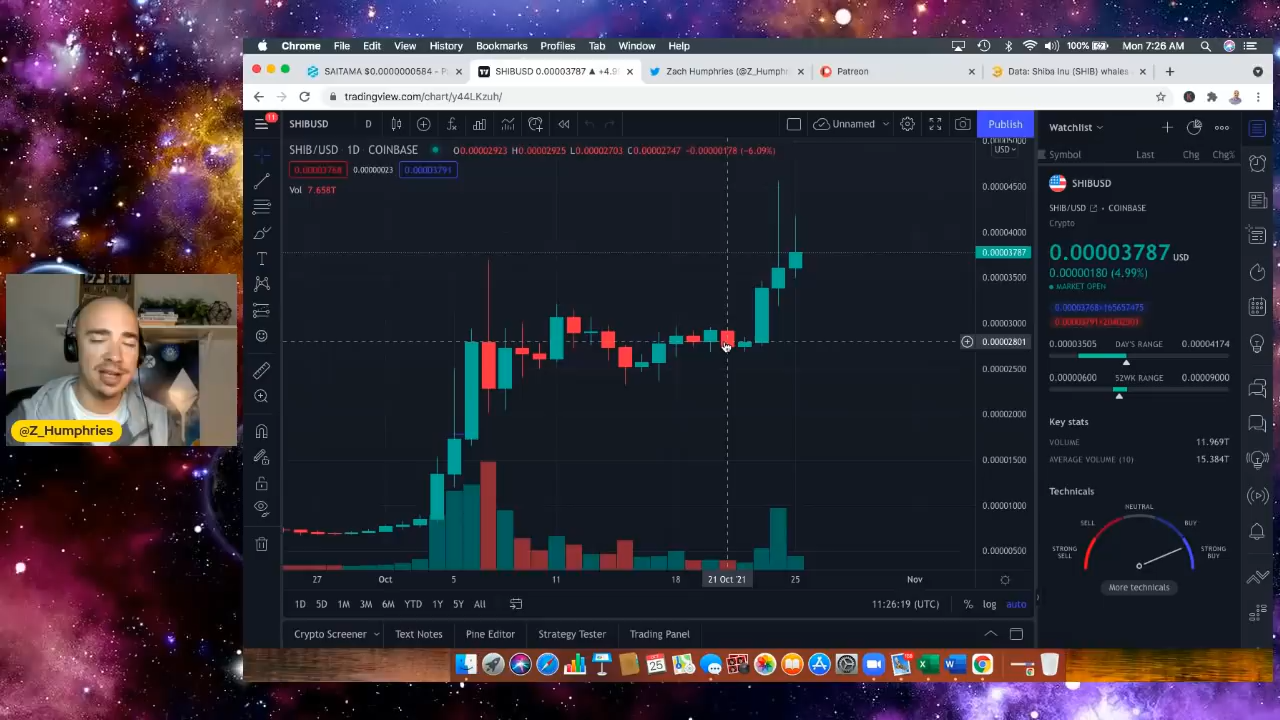 Chrome File Edit View History Bookmarks Profiles Tab Window Help 100% Mon 7:26 AM
SAITAMA $0.0000000584 - P
SHIBUSD 0.00003787 ▲ +4.9
Zach Humphries (@Z_Humph
Patreon
Data: Shiba Inu (SHIB) whales
tradingview.com/chart/y44LKzuh/
11
SHIBUSD D Unnamed Publish
Watchlist
SHIB/USD 1D COINBASE O0.00002923 H0.00002925 L0.00002703 C0.00002747 −0.00000178 (−6.09%)
USD
Symbol Last Chg Chg%
0.00003768 0.00000023 0.00003791
Vol 7.658T
SHIBUSD
SHIB/USD COINBASE
Crypto
0.00003787 USD
0.00000180 (4.99%)
MARKET OPEN
0.00003505 DAY'S RANGE 0.00004174
0.00000600 52WK RANGE 0.00009000
Key stats
VOLUME 11.969T
AVERAGE VOLUME (10) 15.384T
Technicals
NEUTRAL
SELL BUY
STRONG SELL STRONG BUY
More technicals
0.00004500
0.00004000
0.00003787
0.00003500
0.00003000
0.00002801
0.00002500
0.00002000
0.00001500
0.00001000
0.00000500
27 Oct 5 11 18 21 Oct '21 25 Nov
1D 5D 1M 3M 6M YTD 1Y 5Y All 11:26:19 (UTC) % log auto
Crypto Screener Text Notes Pine Editor Strategy Tester Trading Panel
@Z_Humphries
25